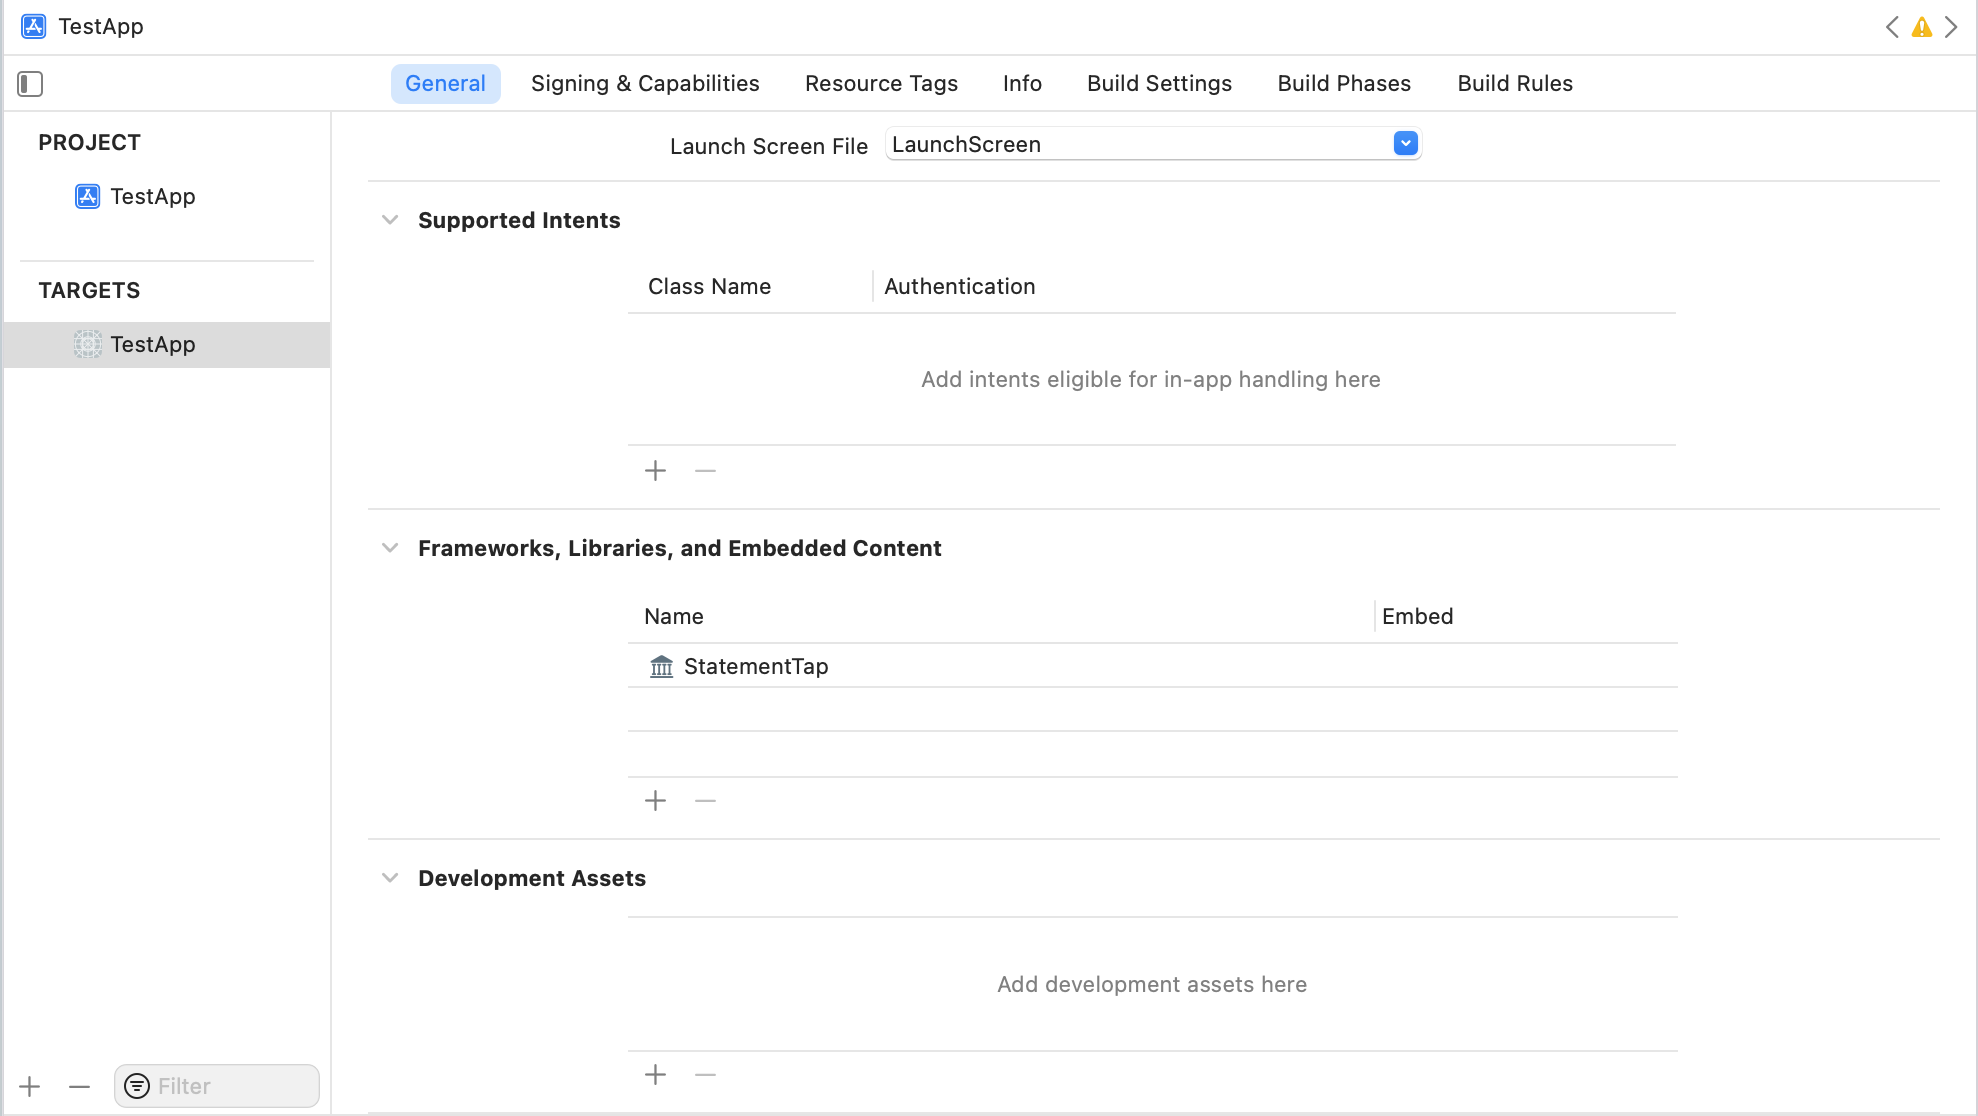 TestApp
General Signing & Capabilities Resource Tags Info Build Settings Build Phases Build Rules
PROJECT
TestApp
TARGETS
TestApp
Filter
Launch Screen File LaunchScreen
Supported Intents
Class Name Authentication
Add intents eligible for in-app handling here
Frameworks, Libraries, and Embedded Content
Name Embed
StatementTap
Development Assets
Add development assets here